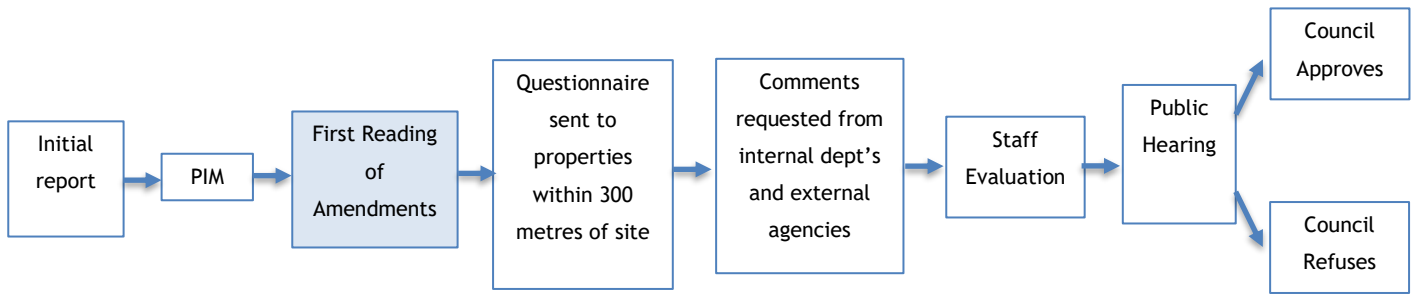 Initial
report
PIM
First Reading
of
Amendments
Questionnaire
sent to
properties
within 300
metres of site
Comments
requested from
internal dept’s
and external
agencies
Staff
Evaluation
Public
Hearing
Council
Approves
Council
Refuses